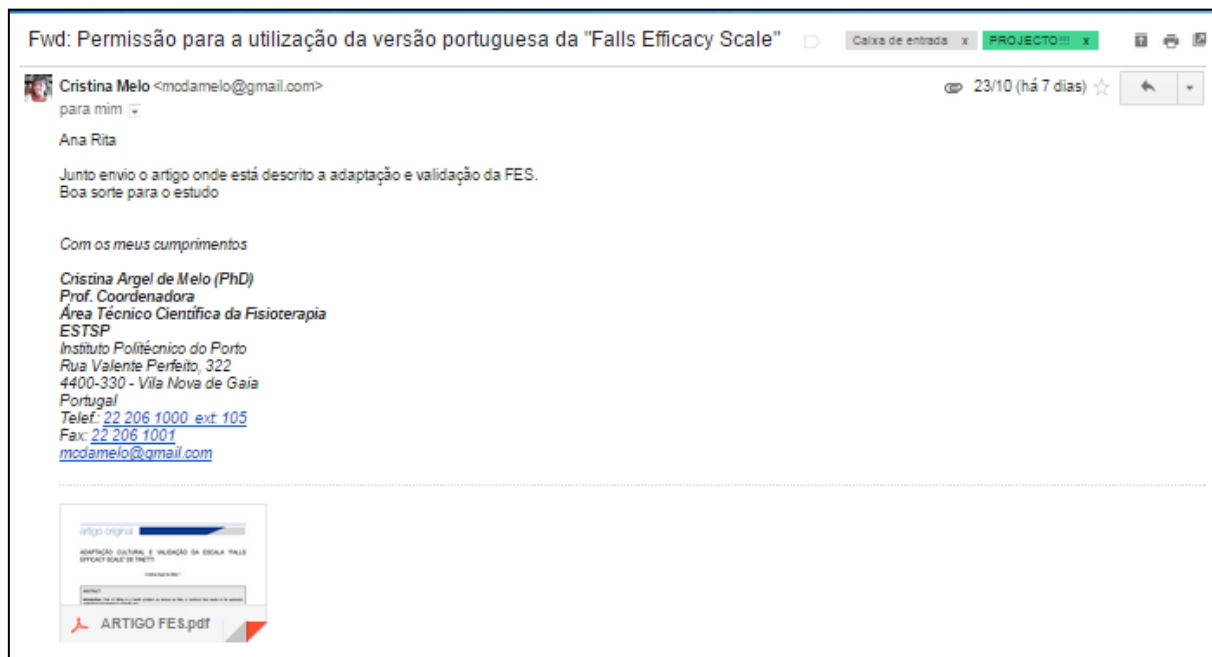 Fwd: Permissão para a utilização da versão portuguesa da "Falls Efficacy Scale" Caixa de entrada x PROJECTO!!! x
Cristina Melo <mcdamelo@gmail.com> 23/10 (há 7 dias)
para mim
Ana Rita
Junto envio o artigo onde está descrito a adaptação e validação da FES.
Boa sorte para o estudo
Com os meus cumprimentos
Cristina Argel de Melo (PhD)
Prof. Coordenadora
Área Técnico Científica da Fisioterapia
ESTSP
Instituto Politécnico do Porto
Rua Valente Perfeito, 322
4400-330 - Vila Nova de Gaia
Portugal
Telef.: 22 206 1000 ext: 105
Fax: 22 206 1001
mcdamelo@gmail.com
artigo original
ADAPTAÇÃO CULTURAL E VALIDAÇÃO DA ESCALA "FALLS
EFFICACY SCALE" DE TINETTI
Cristina Argel de Melo
ABSTRACT
ARTIGO FES.pdf